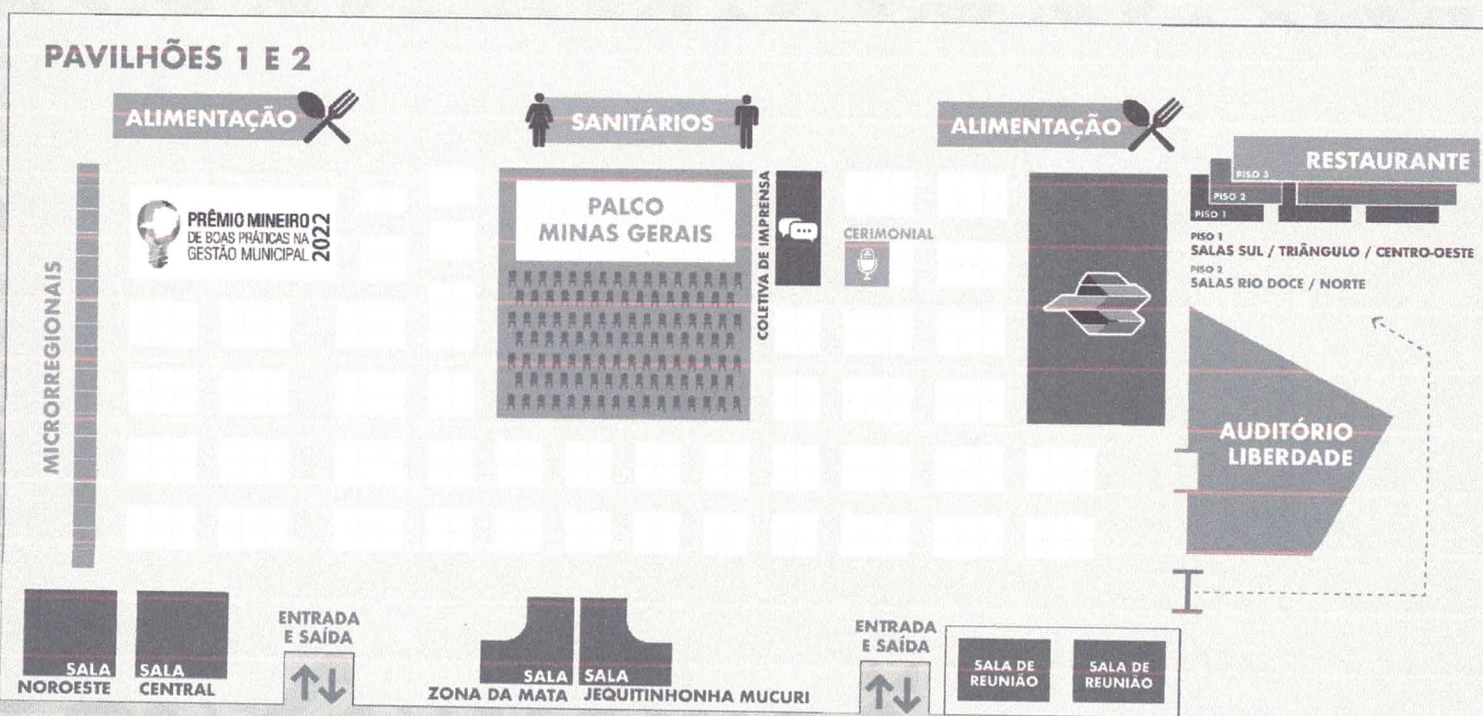 PAVILHÕES 1 E 2
ALIMENTAÇÃO
SANITÁRIOS
ALIMENTAÇÃO
RESTAURANTE
PISO 3
PISO 2
PISO 1
PISO 1
SALAS SUL / TRIÂNGULO / CENTRO-OESTE
PISO 2
SALAS RIO DOCE / NORTE
MICRORREGIONAIS
PRÊMIO MINEIRO
DE BOAS PRÁTICAS NA
GESTÃO MUNICIPAL
2022
PALCO
MINAS GERAIS
COLETIVA DE IMPRENSA
CERIMONIAL
AUDITÓRIO
LIBERDADE
SALA
NOROESTE
SALA
CENTRAL
ENTRADA
E SAÍDA
SALA
ZONA DA MATA
SALA
JEQUITINHONHA MUCURI
ENTRADA
E SAÍDA
SALA DE
REUNIÃO
SALA DE
REUNIÃO